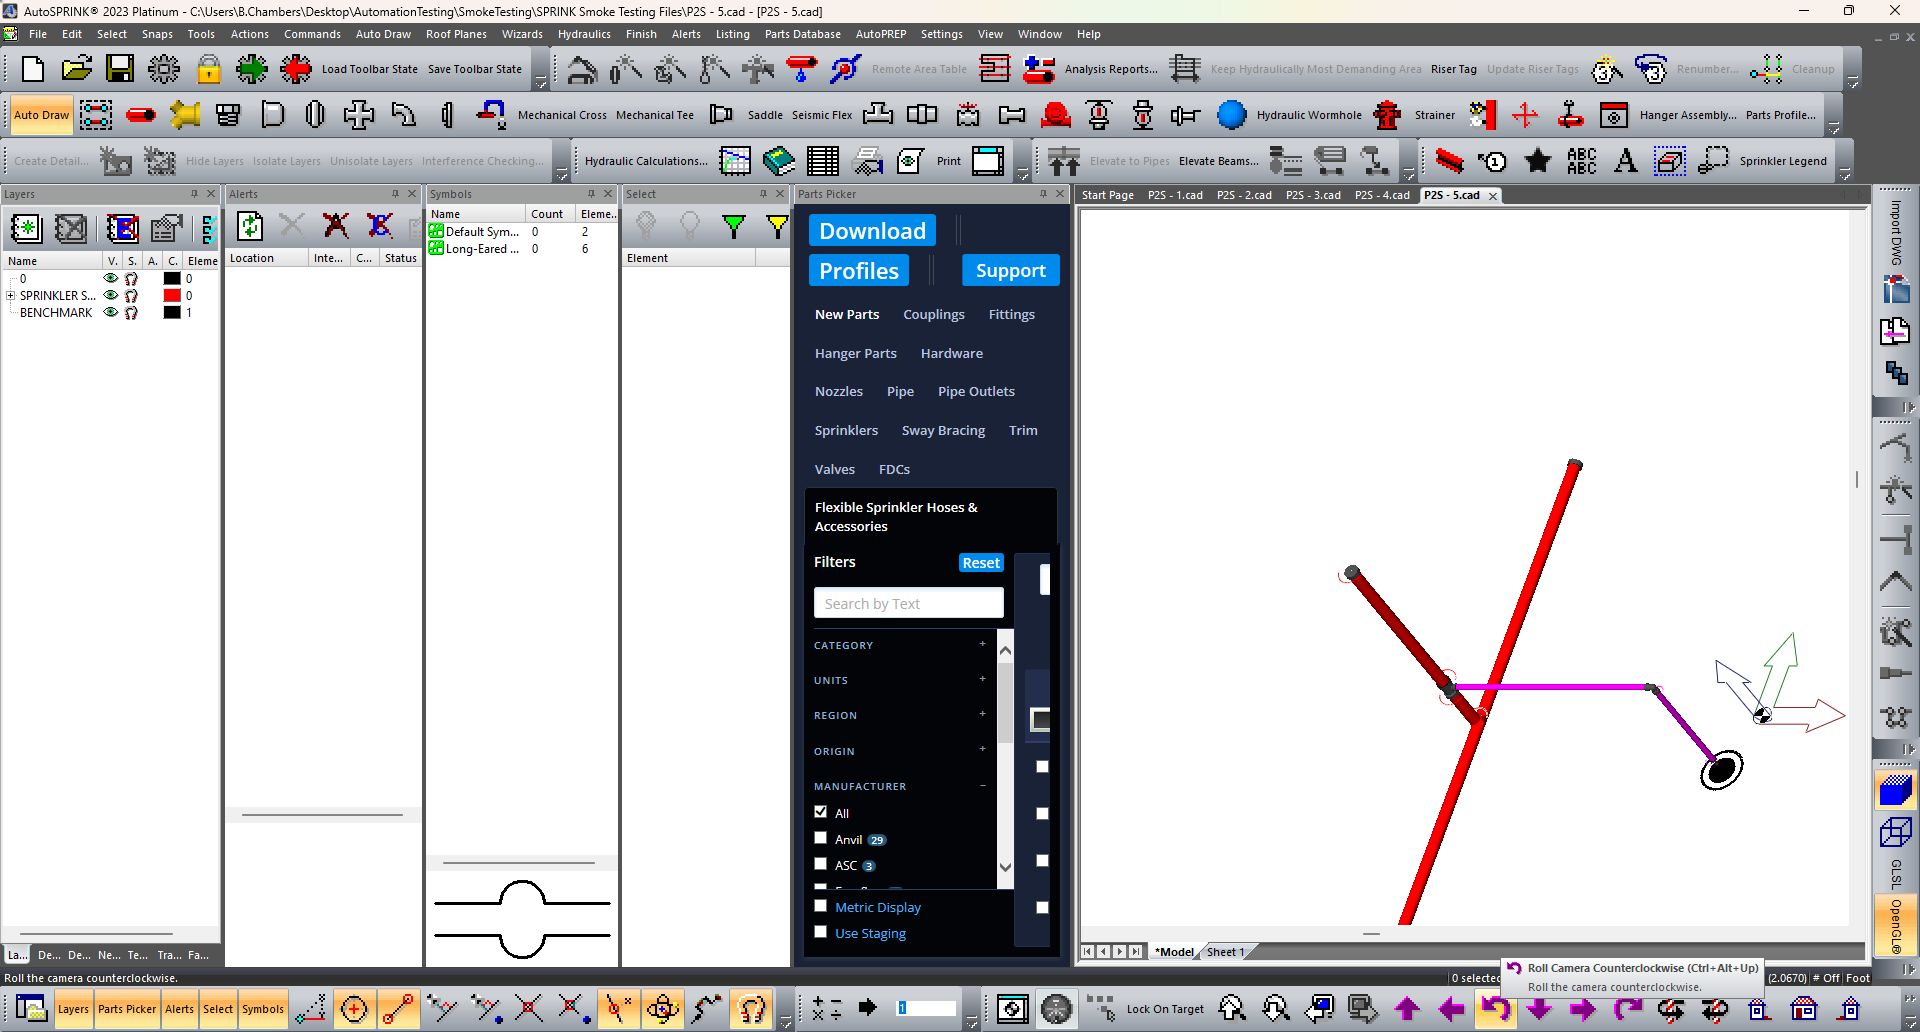 AutoSPRINK® 2023 Platinum - C:\Users\B.Chambers\Desktop\AutomationTesting\SmokeTesting\SPRINK Smoke Testing Files\P2S - 5.cad - [P2S - 5.cad]
File Edit Select Snaps Tools Actions Commands Auto Draw Roof Planes Wizards Hydraulics Finish Alerts Listing Parts Database AutoPREP Settings View Window Help
Load Toolbar State Save Toolbar State Remote Area Table Analysis Reports... Keep Hydraulically Most Demanding Area Riser Tag Update Riser Tags Renumber... Cleanup
Auto Draw Mechanical Cross Mechanical Tee Saddle Seismic Flex Hydraulic Wormhole Strainer Hanger Assembly... Parts Profile...
Create Detail... Hide Layers Isolate Layers Unisolate Layers Interference Checking... Hydraulic Calculations... Print Elevate to Pipes Elevate Beams... ABC ABC A Sprinkler Legend
Layers
Name V. S. A. C. Eleme
0 0
SPRINKLER S... 0
BENCHMARK 1
La... De... De... Ne... Te... Tra... Fa...
Alerts
Location Inte... C... Status
Symbols
Name Count Eleme..
Default Sym... 0 2
Long-Eared ... 0 6
Select
Element
Parts Picker
Download
Profiles Support
New Parts Couplings Fittings
Hanger Parts Hardware
Nozzles Pipe Pipe Outlets
Sprinklers Sway Bracing Trim
Valves FDCs
Flexible Sprinkler Hoses &
Accessories
Filters Reset
Search by Text
CATEGORY +
UNITS +
REGION +
ORIGIN +
MANUFACTURER −
All
Anvil 29
ASC 3
Metric Display
Use Staging
Start Page P2S - 1.cad P2S - 2.cad P2S - 3.cad P2S - 4.cad P2S - 5.cad
*Model Sheet 1
Import DWG
GLSL
OpenGL®
Roll the camera counterclockwise.
0 selected
(2.0670) # Off Foot
Roll Camera Counterclockwise (Ctrl+Alt+Up)
Roll the camera counterclockwise.
Layers Parts Picker Alerts Select Symbols 1 Lock On Target